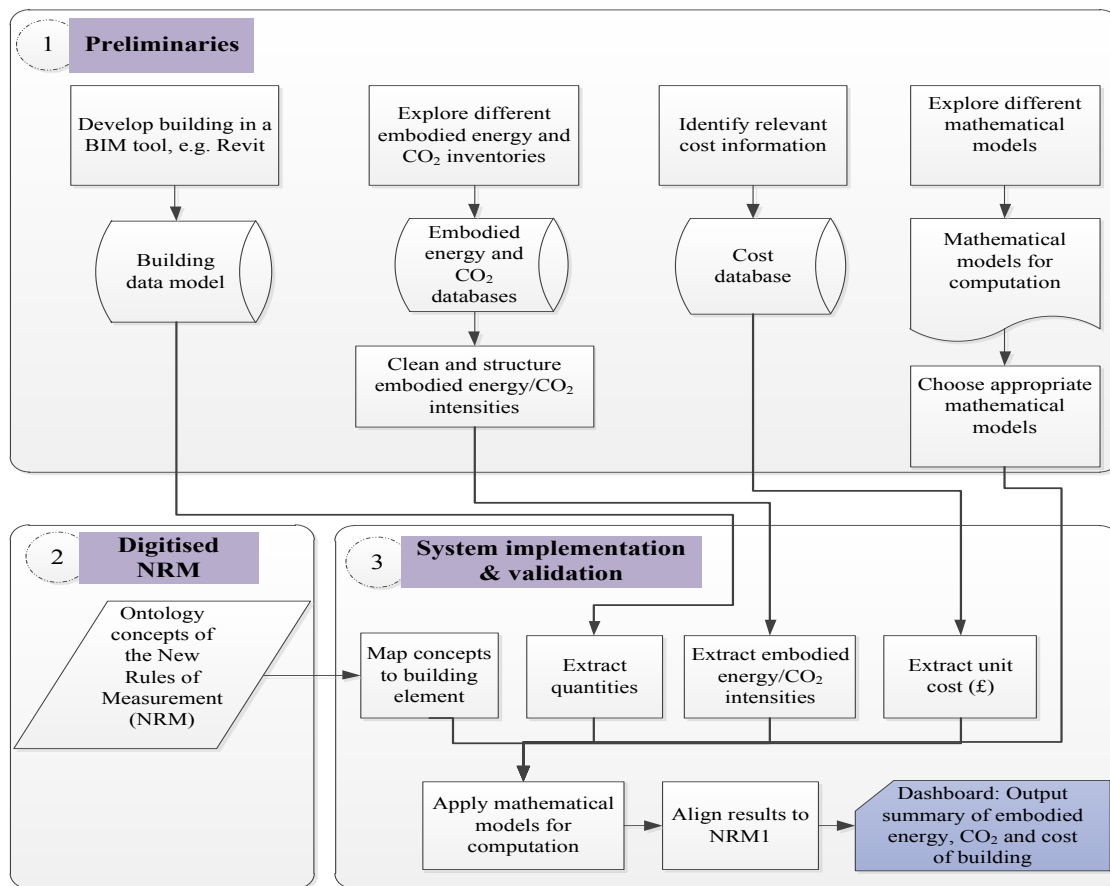 1 Preliminaries
Develop building in a
BIM tool, e.g. Revit
Building
data model
Explore different
embodied energy and
CO₂ inventories
Embodied
energy and
CO₂
databases
Clean and structure
embodied energy/CO₂
intensities
Identify relevant
cost information
Cost
database
Explore different
mathematical
models
Mathematical
models for
computation
Choose appropriate
mathematical
models
2 Digitised
NRM
Ontology
concepts of
the New
Rules of
Measurement
(NRM)
3 System implementation
& validation
Map concepts
to building
element
Extract
quantities
Extract embodied
energy/CO₂
intensities
Extract unit
cost (£)
Apply mathematical
models for
computation
Align results to
NRM1
Dashboard: Output
summary of embodied
energy, CO₂ and cost
of building